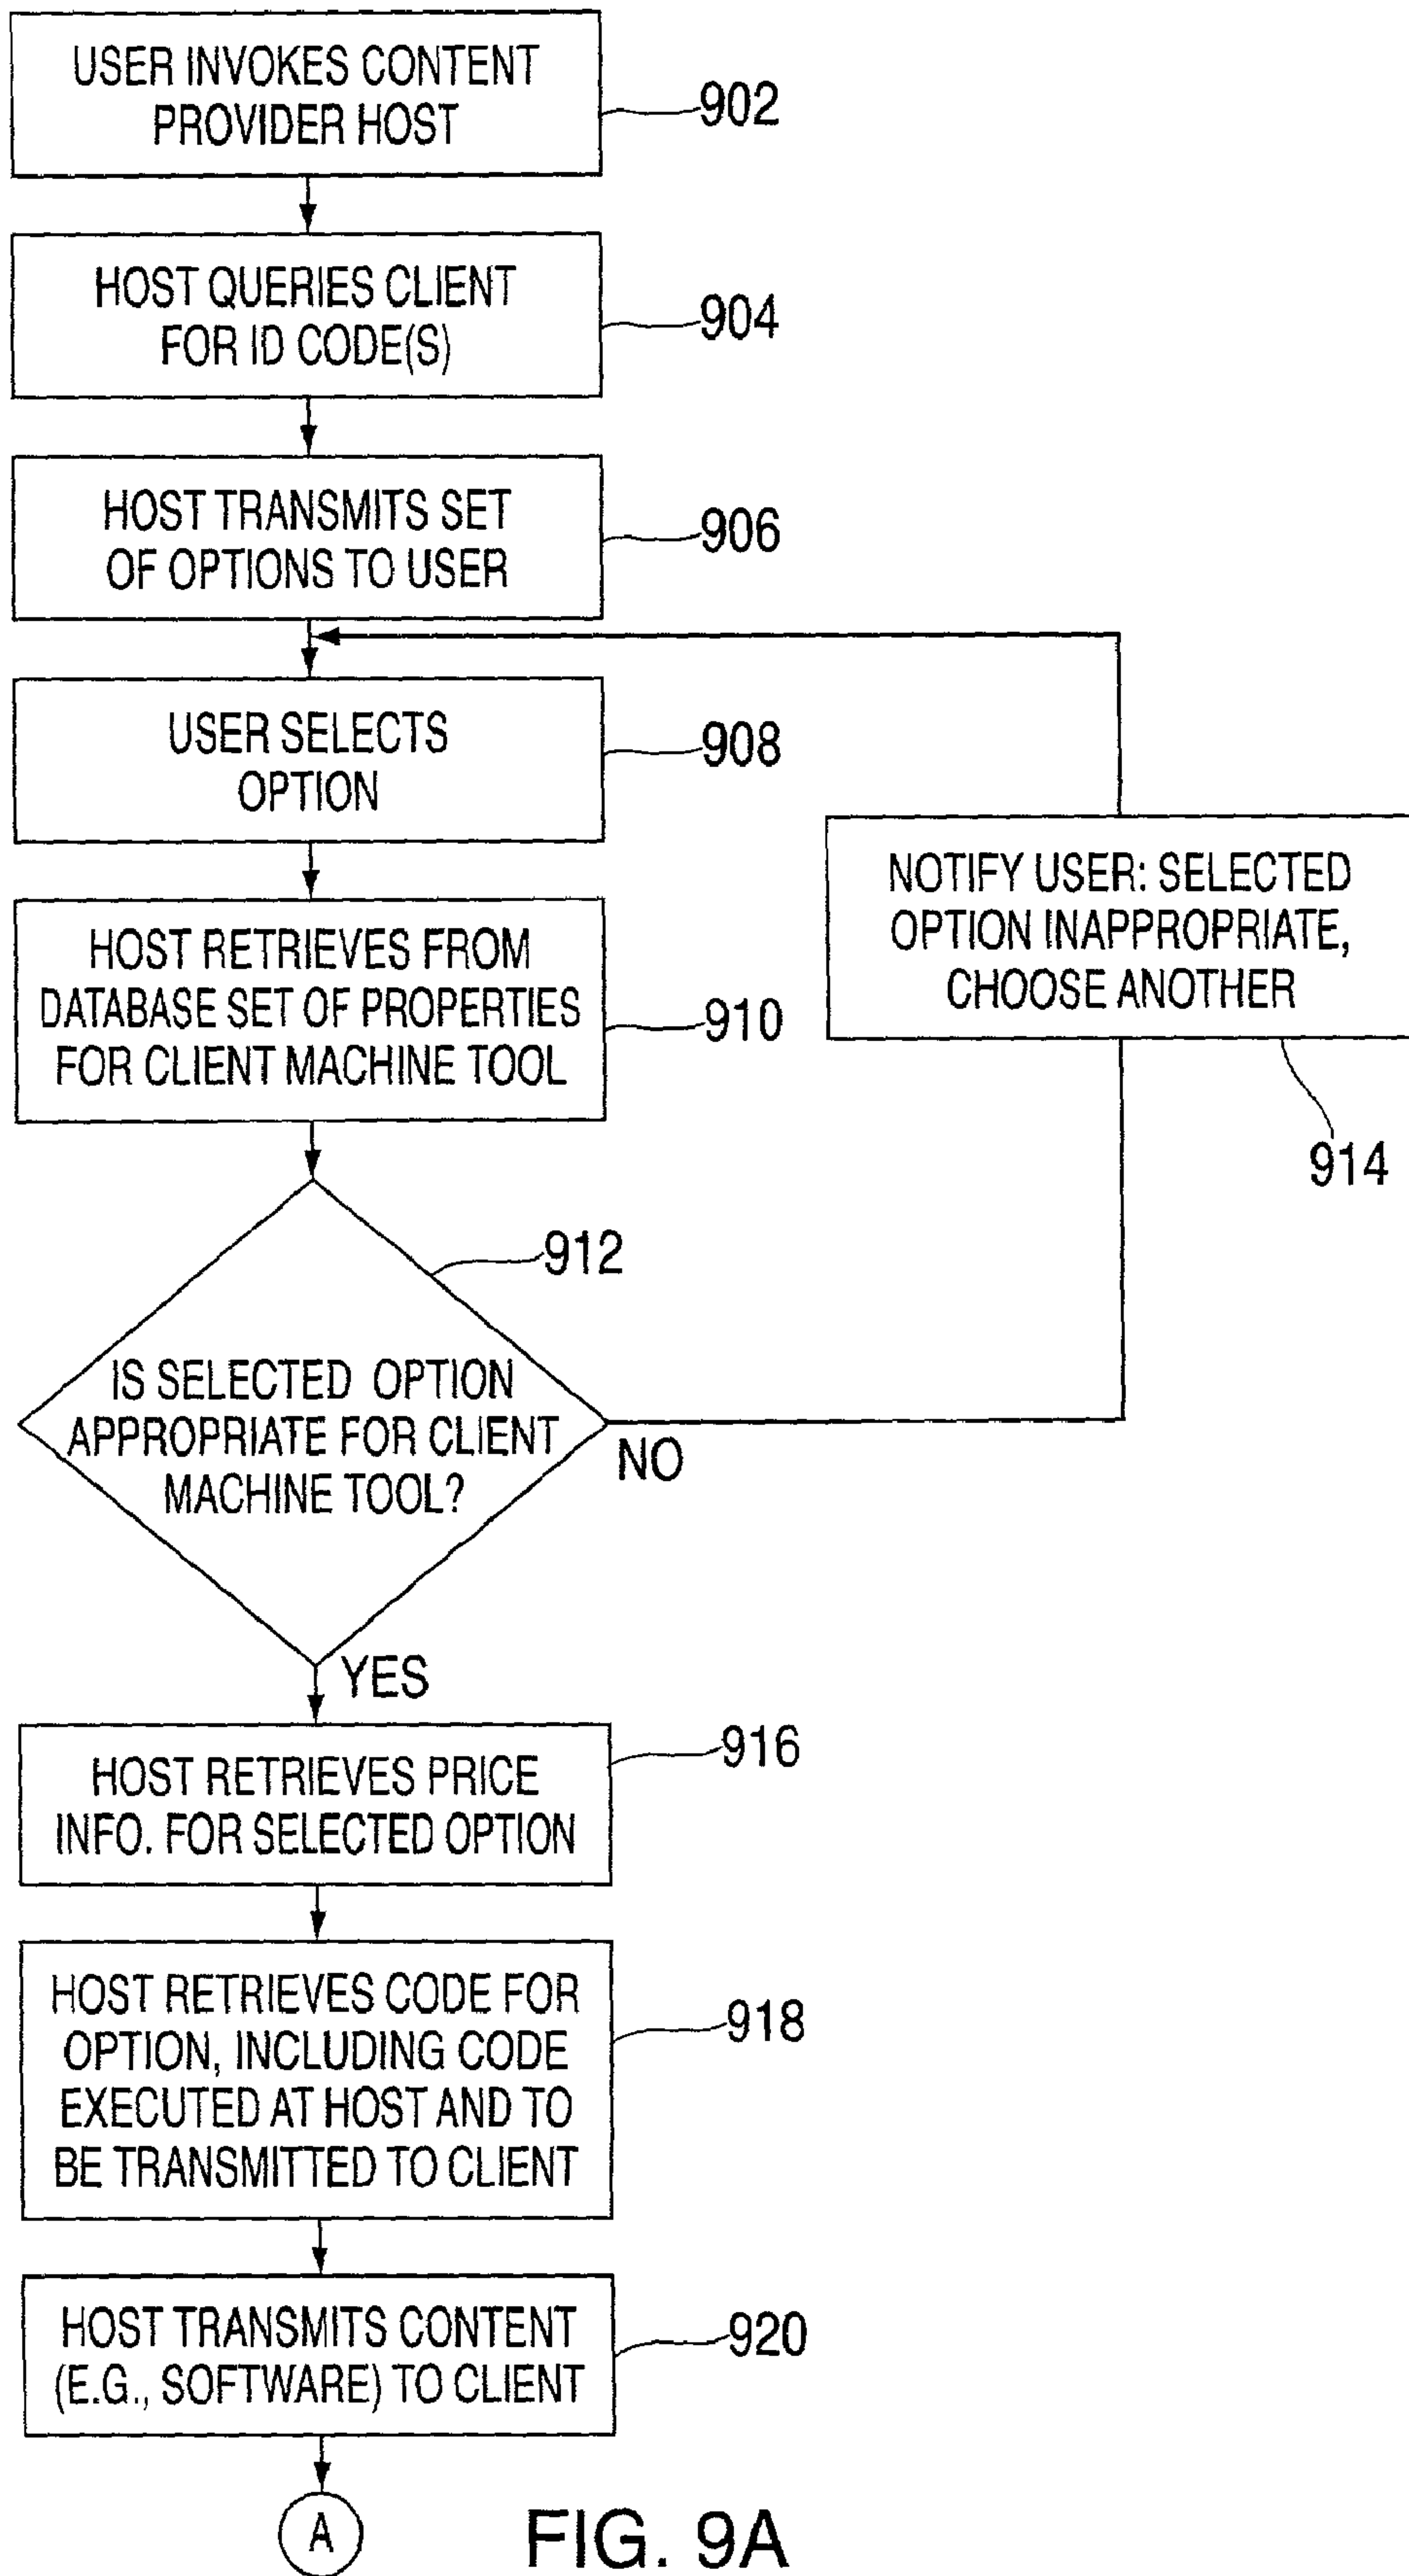 USER INVOKES CONTENT
PROVIDER HOST
902
HOST QUERIES CLIENT
FOR ID CODE(S)
904
HOST TRANSMITS SET
OF OPTIONS TO USER
906
USER SELECTS
OPTION
908
HOST RETRIEVES FROM
DATABASE SET OF PROPERTIES
FOR CLIENT MACHINE TOOL
910
IS SELECTED OPTION
APPROPRIATE FOR CLIENT
MACHINE TOOL?
912
NO
NOTIFY USER: SELECTED
OPTION INAPPROPRIATE,
CHOOSE ANOTHER
914
YES
HOST RETRIEVES PRICE
INFO. FOR SELECTED OPTION
916
HOST RETRIEVES CODE FOR
OPTION, INCLUDING CODE
EXECUTED AT HOST AND TO
BE TRANSMITTED TO CLIENT
918
HOST TRANSMITS CONTENT
(E.G., SOFTWARE) TO CLIENT
920
A
FIG. 9A